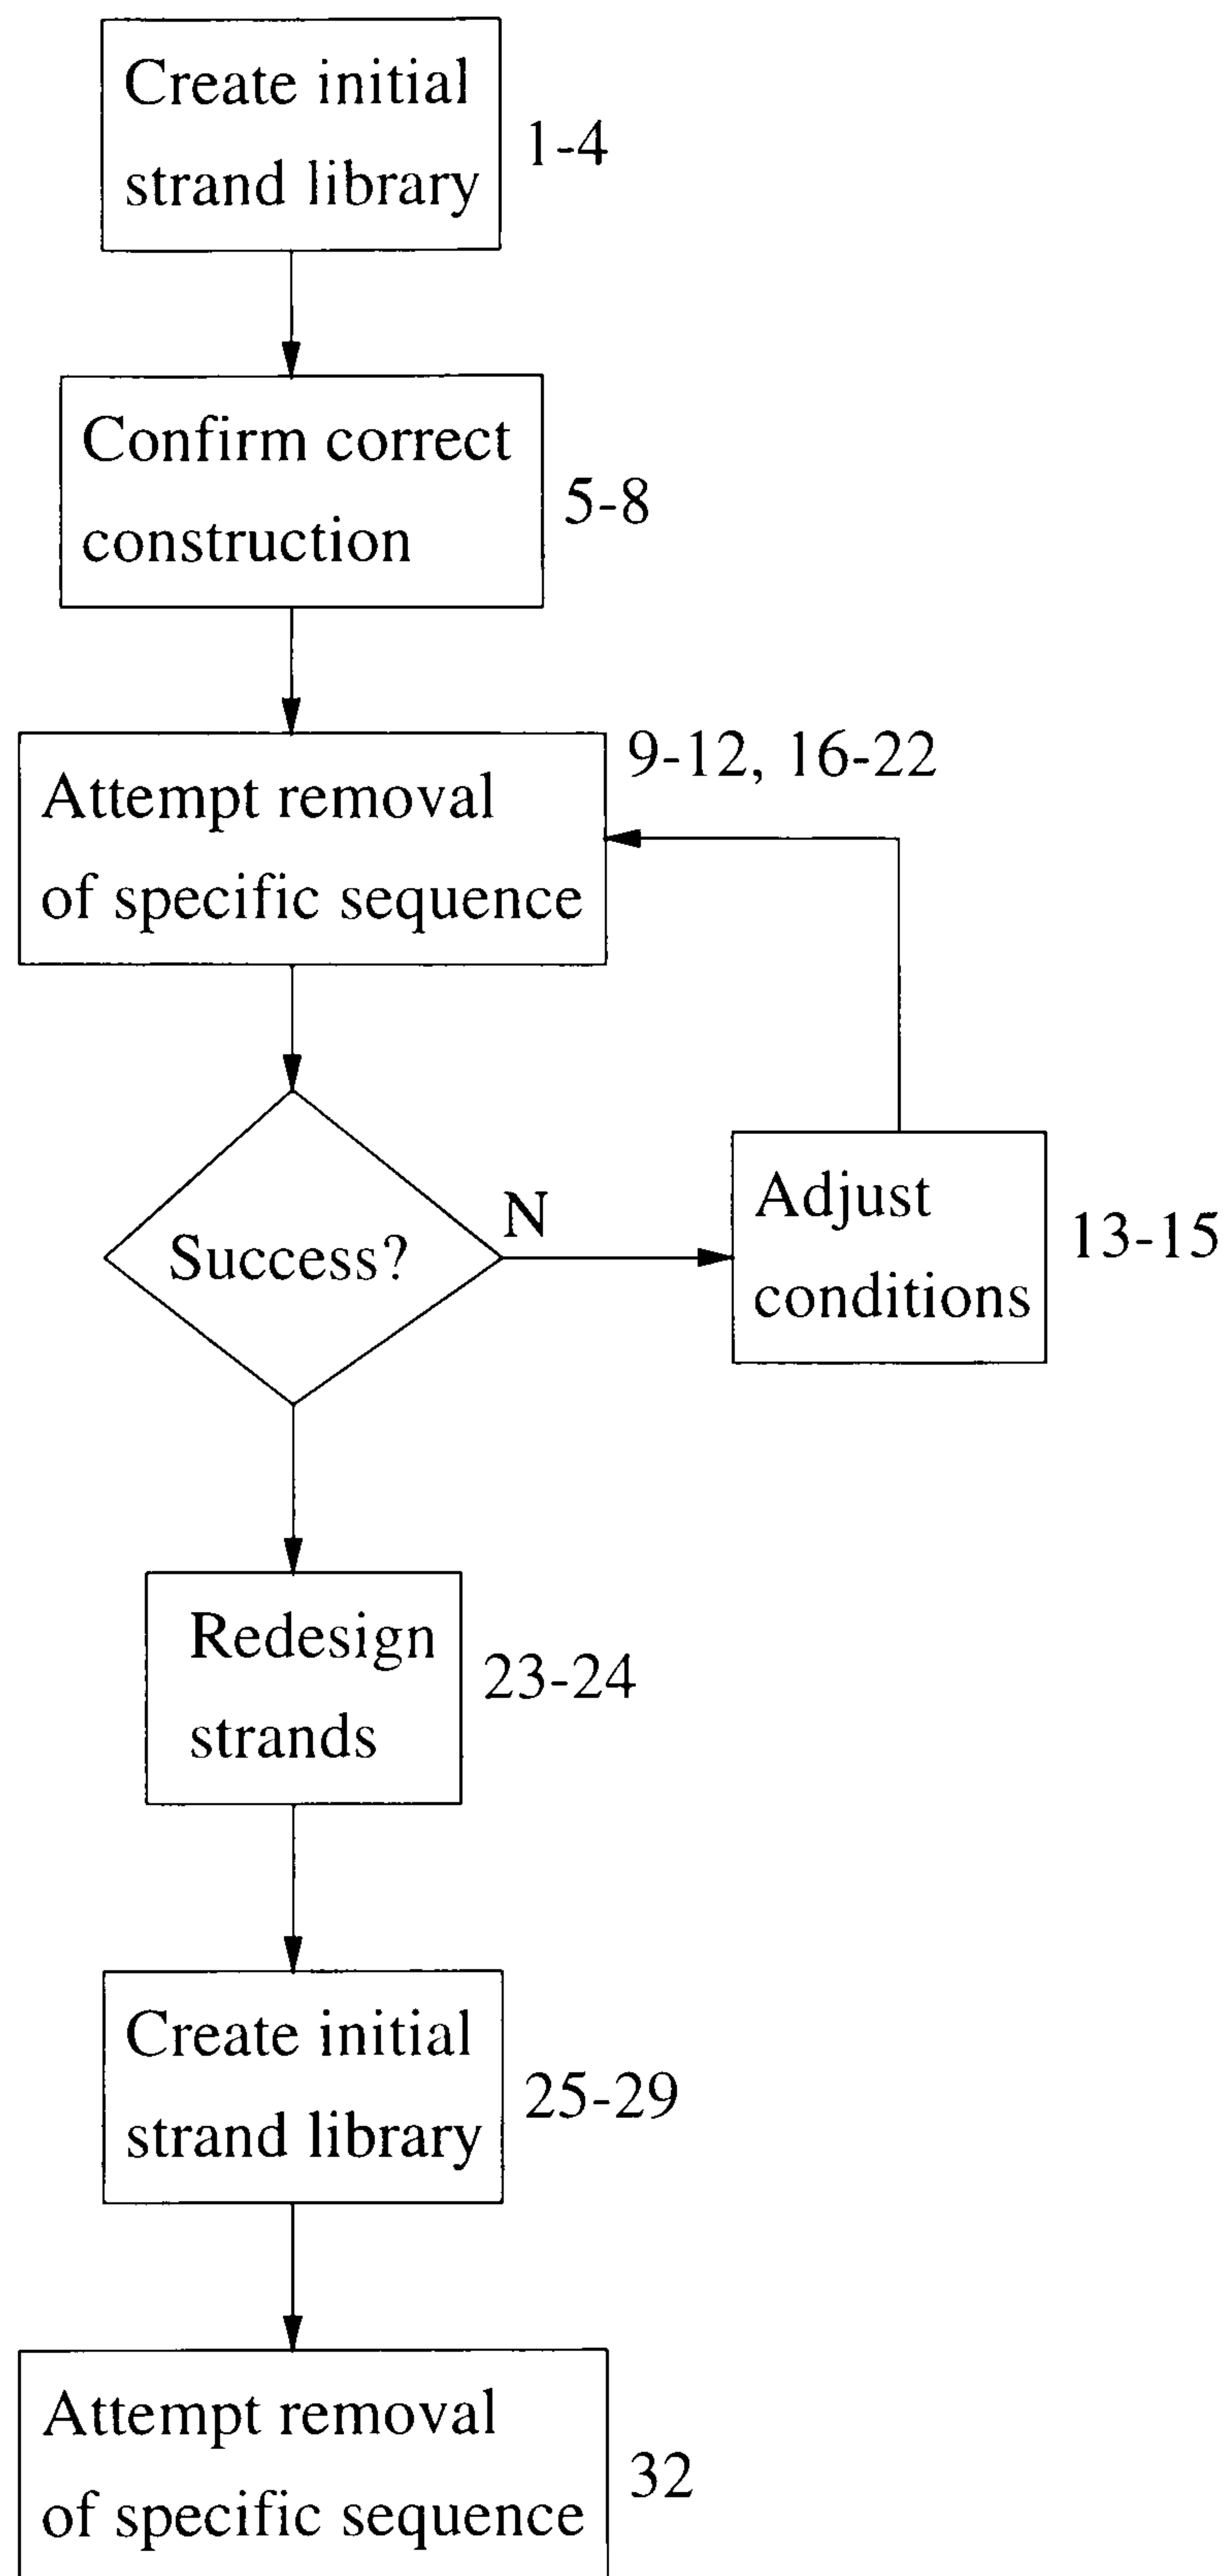 Create initial
strand library
1-4
Confirm correct
construction
5-8
Attempt removal
of specific sequence
9-12, 16-22
Success?
N
Adjust
conditions
13-15
Redesign
strands
23-24
Create initial
strand library
25-29
Attempt removal
of specific sequence
32